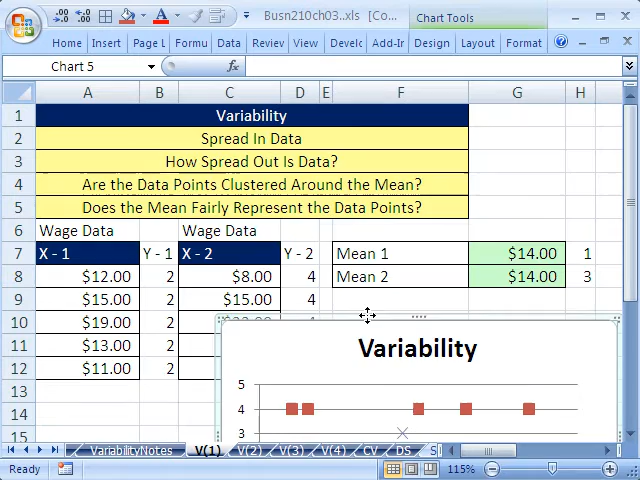 Busn210ch03..xls [Co... Chart Tools
Home Insert Page L Formu Data Reviev View Develc Add-Ir Design Layout Format
Chart 5 fx
A B C D E F G H
1 Variability
2 Spread In Data
3 How Spread Out Is Data?
4 Are the Data Points Clustered Around the Mean?
5 Does the Mean Fairly Represent the Data Points?
6 Wage Data Wage Data
7 X - 1 Y - 1 X - 2 Y - 2 Mean 1 $14.00 1
8 $12.00 2 $8.00 4 Mean 2 $14.00 3
9 $15.00 2 $15.00 4
10 $19.00 2
11 $13.00 2
12 $11.00 2
13
14
15
Variability
5
4
3
VariabilityNotes V(1) V(2) V(3) V(4) CV DS S
Ready 115%